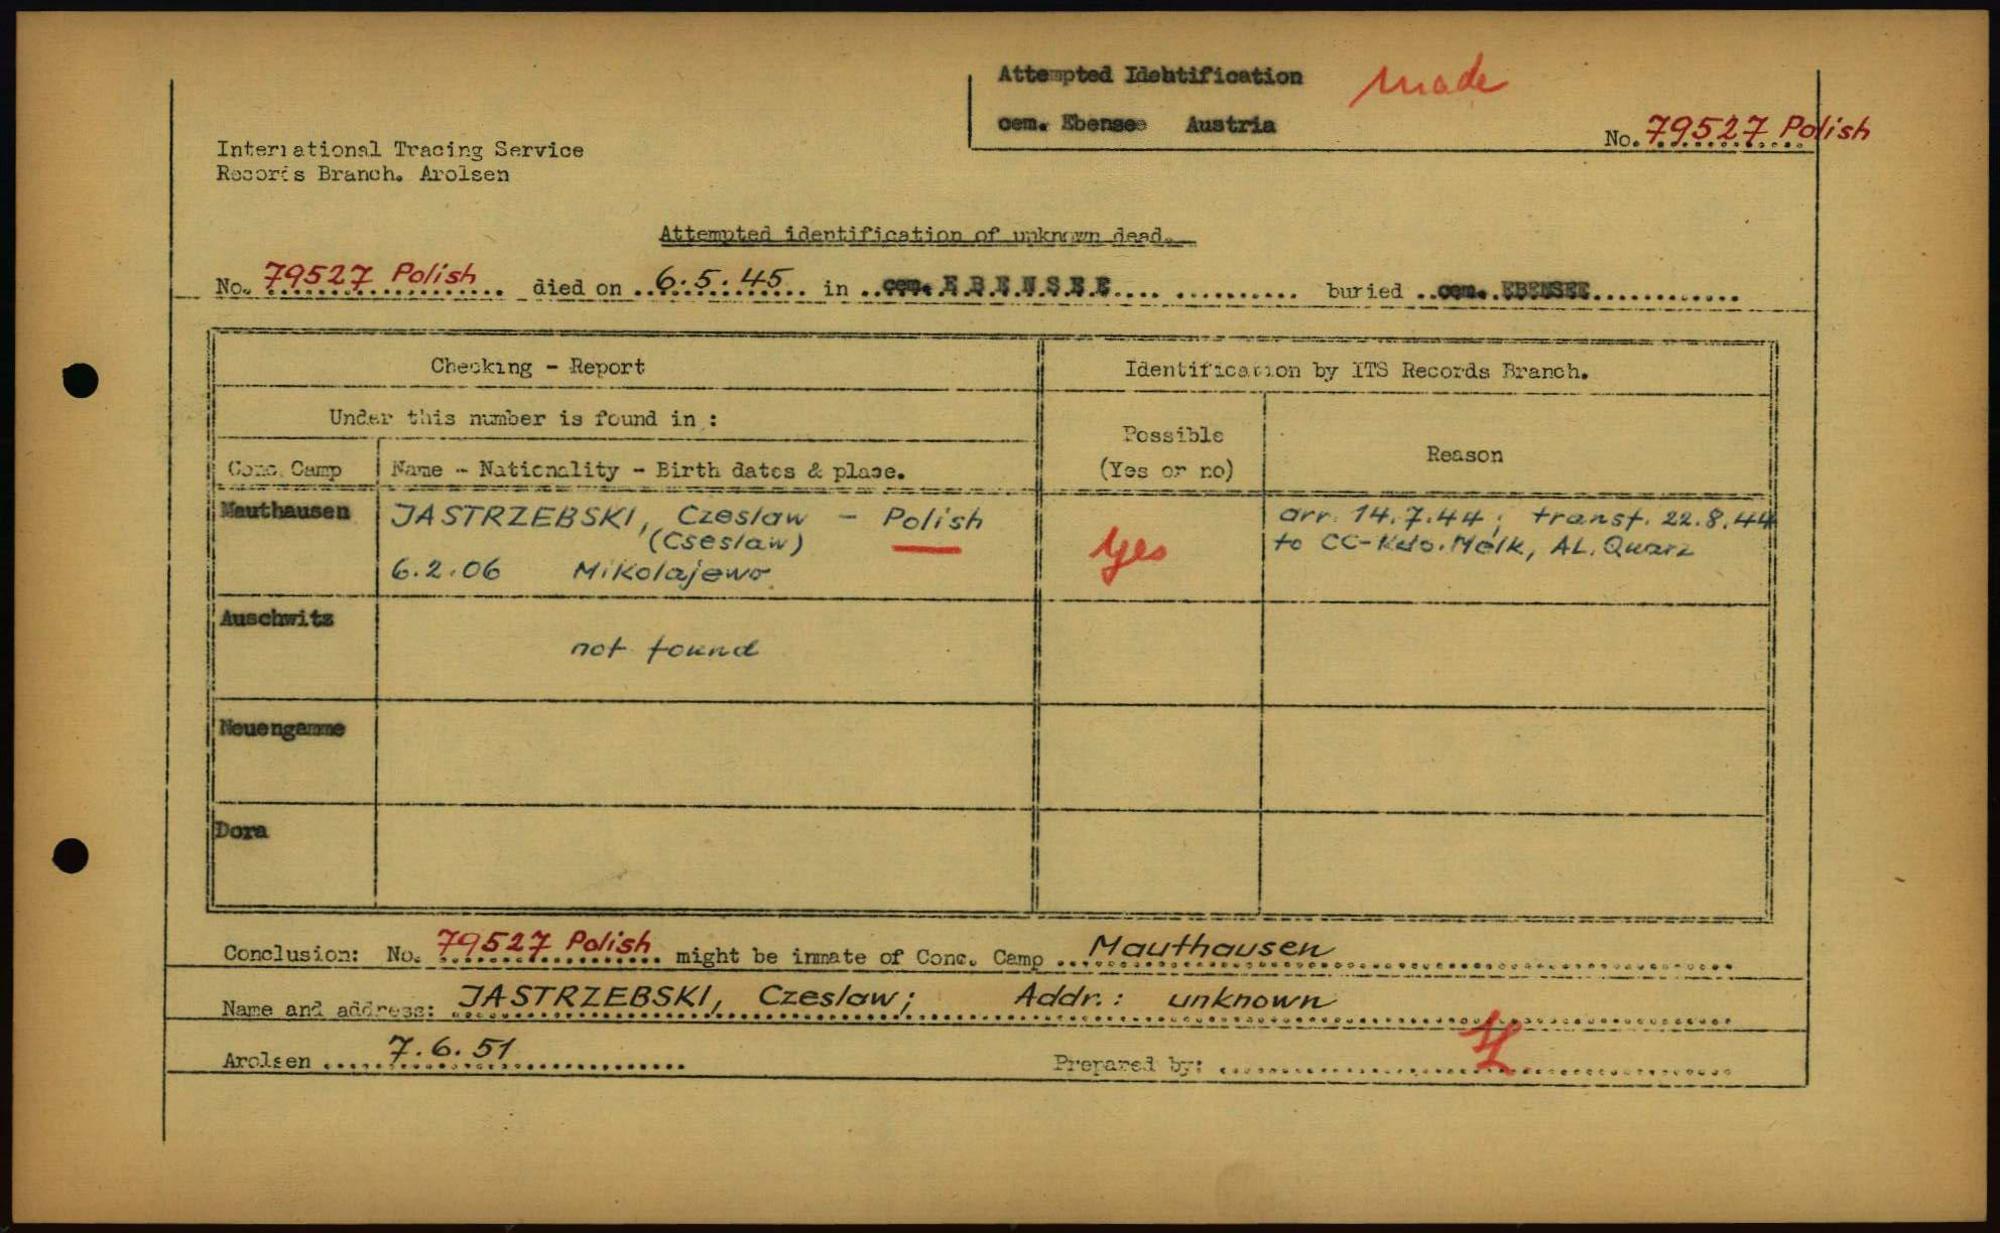 Attempted Identification made
cem. Ebensee Austria
No. 79527 Polish
International Tracing Service
Records Branch. Arolsen
Attempted identification of unknown dead.
No. 79527 Polish died on 6.5.45 in cem. EBENSEE buried cem. EBENSEE
Checking - Report
Identification by ITS Records Branch.
Under this number is found in :
Possible
(Yes or no)
Reason
Conc. Camp Name - Nationality - Birth dates & place.
Mauthausen JASTRZEBSKI, Czeslaw - Polish
(Cseslaw)
6.2.06 Mikolajewo
yes
arr. 14.7.44; transf. 22.8.44
to CC-Kdo. Melk, AL. Quarz
Auschwitz
not found
Neuengamme
Dora
Conclusion: No. 79527 Polish might be inmate of Conc. Camp Mauthausen
Name and address: JASTRZEBSKI, Czeslaw; Addr.: unknown
Arolsen 7.6.51 Prepared by: